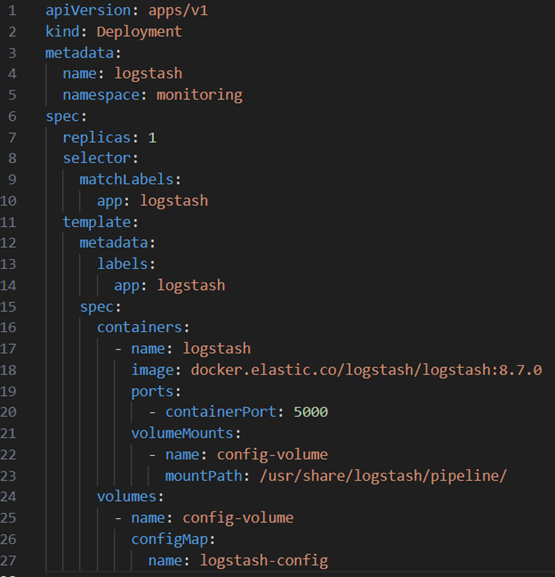 1 apiVersion: apps/v1
2 kind: Deployment
3 metadata:
4   name: logstash
5   namespace: monitoring
6 spec:
7   replicas: 1
8   selector:
9     matchLabels:
10       app: logstash
11   template:
12     metadata:
13       labels:
14         app: logstash
15     spec:
16       containers:
17         - name: logstash
18           image: docker.elastic.co/logstash/logstash:8.7.0
19           ports:
20             - containerPort: 5000
21           volumeMounts:
22             - name: config-volume
23               mountPath: /usr/share/logstash/pipeline/
24       volumes:
25         - name: config-volume
26           configMap:
27             name: logstash-config